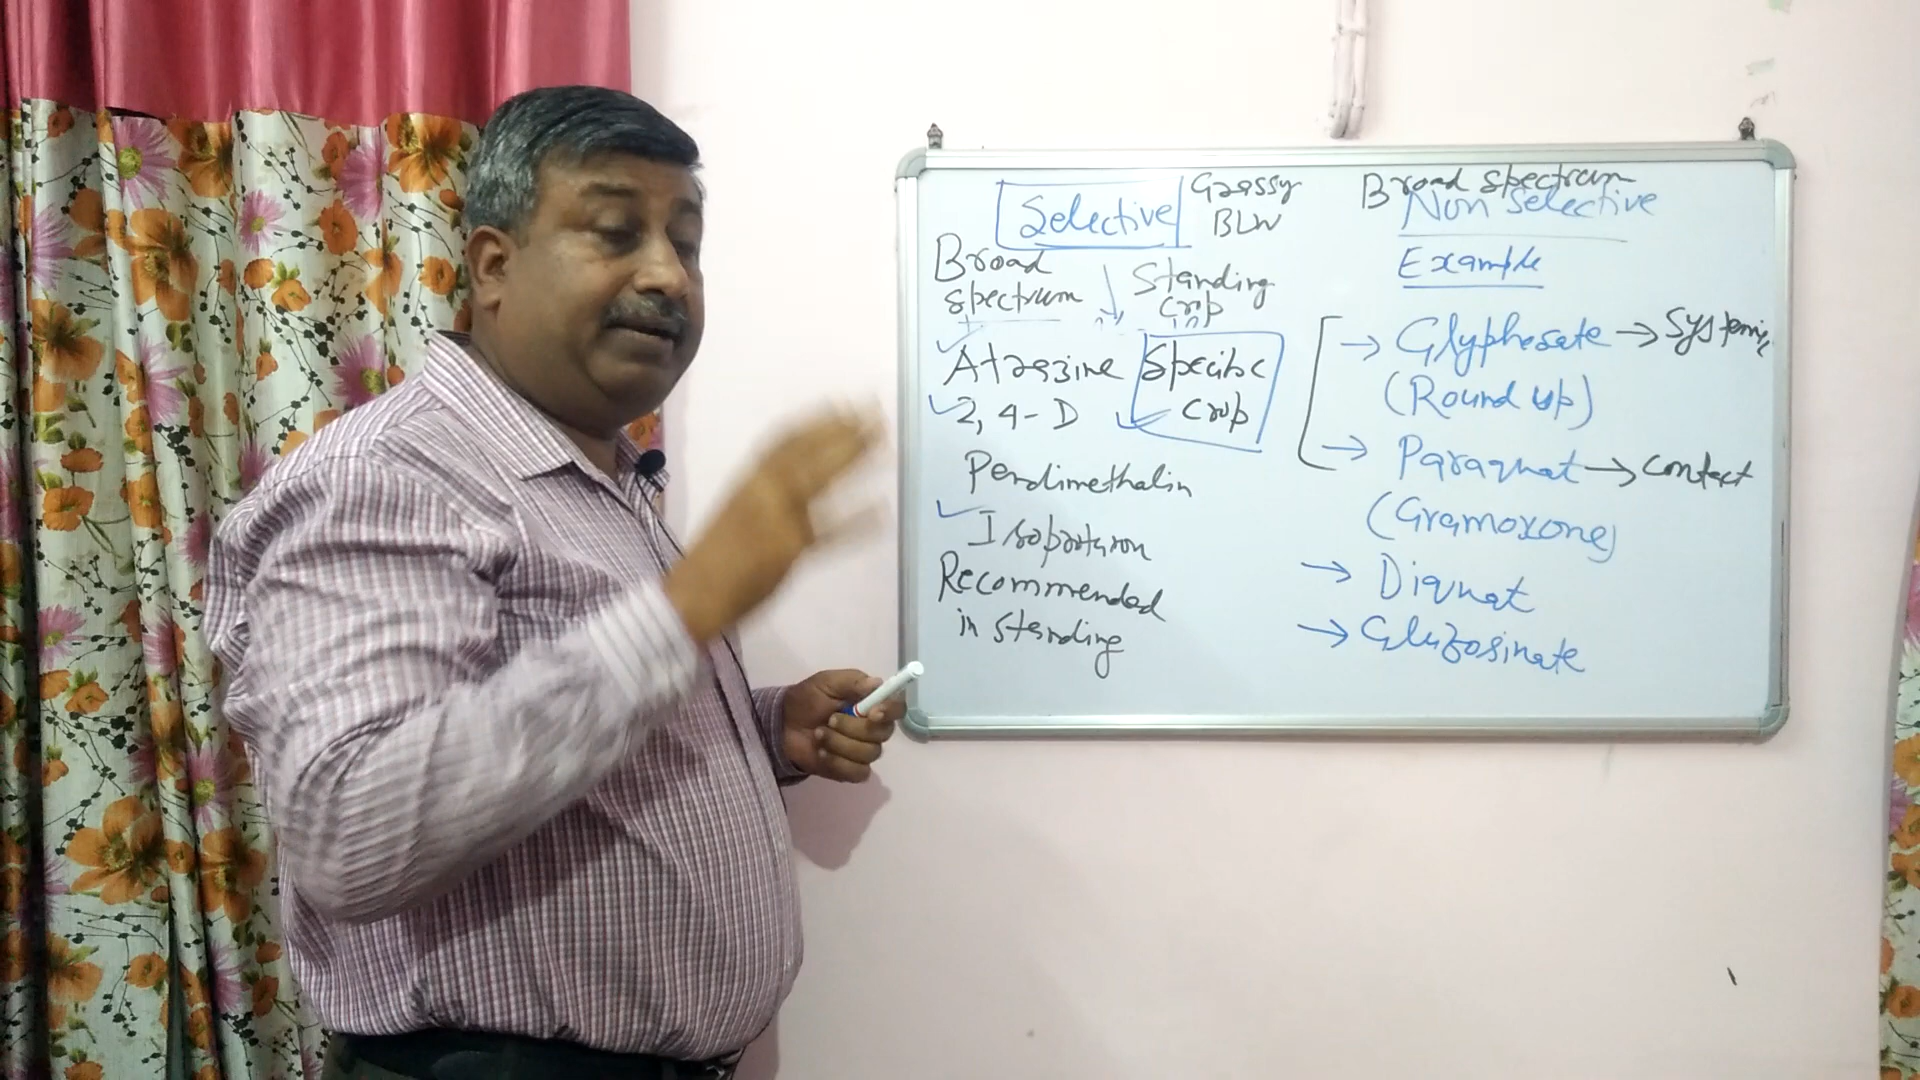 Selective
Grassy
BLW
Broad
spectrum
Standing
crop
in
Atrazine
Specific
crop
2, 4-D
Pendimethalin
Isoproturon
Recommended
in standing
Broad spectrum
Non Selective
Example
→ Glyphosate → Systemic
(Round up)
→ Paraquat → contact
(Gramoxone)
→ Diquat
→ Glufosinate